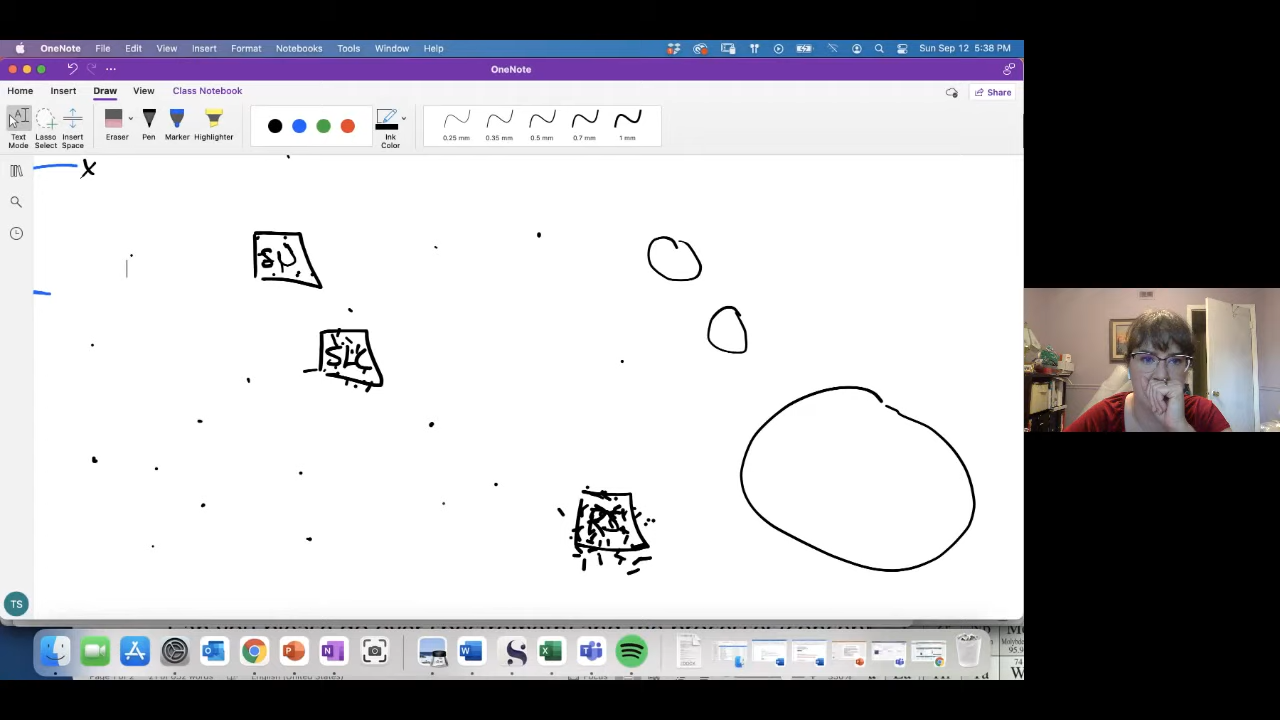 OneNote File Edit View Insert Format Notebooks Tools Window Help Sun Sep 12 5:38 PM
OneNote
Home Insert Draw View Class Notebook Share
Text Mode Lasso Select Insert Space Eraser Pen Marker Highlighter Ink Color 0.25 mm 0.35 mm 0.5 mm 0.7 mm 1 mm
x
SU
SLC
TS